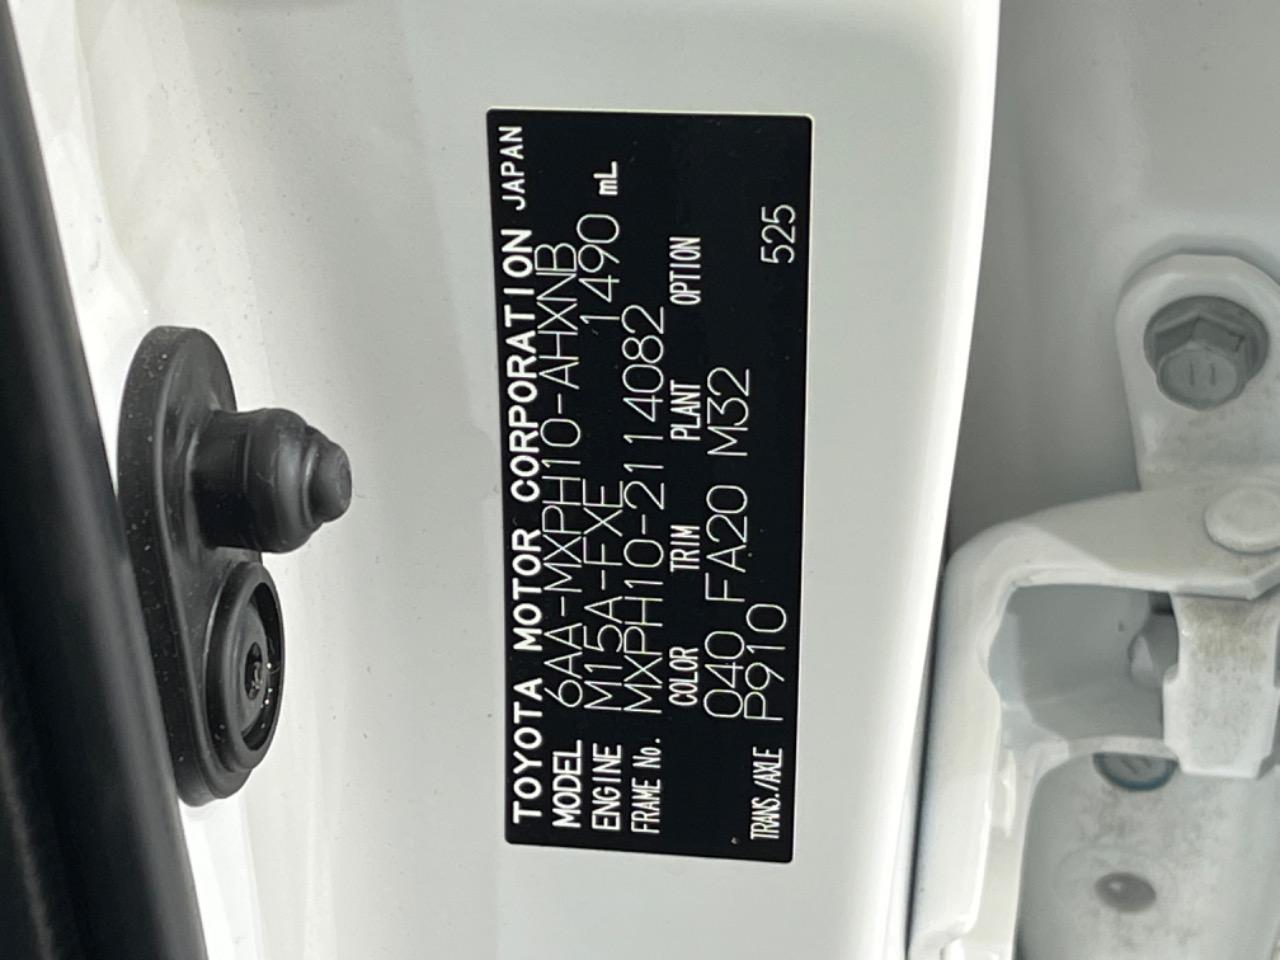 TOYOTA MOTOR CORPORATION JAPAN
MODEL 6AA-MXPH10-AHXNB
ENGINE M15A-FXE 1490 mL
FRAME No. MXPH10-2114082
COLOR TRIM PLANT OPTION
040 FA20 M32
TRANS./AXLE P910 525